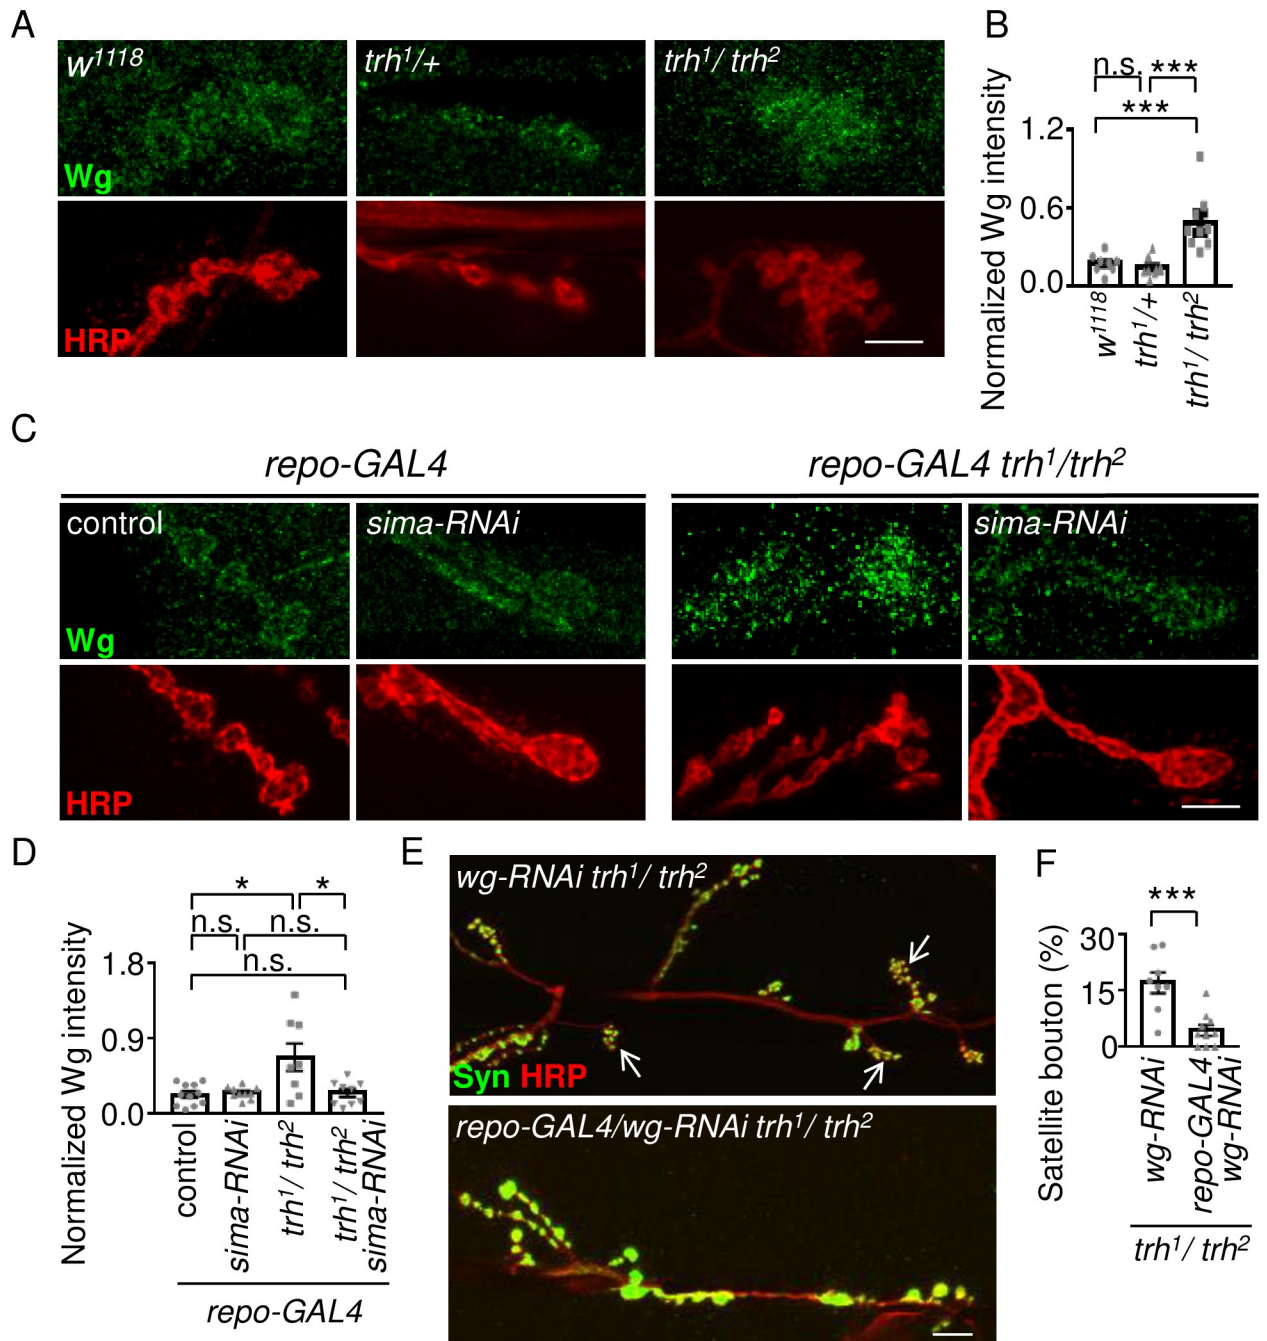 A
w1118
trh1/+
trh1/ trh2
Wg
HRP
B
n.s.
***
***
Normalized Wg intensity
1.2
0.6
0.0
w1118
trh1/+
trh1/ trh2
C
repo-GAL4
repo-GAL4 trh1/trh2
control
sima-RNAi
sima-RNAi
Wg
HRP
D
*
*
n.s.
n.s.
n.s.
Normalized Wg intensity
1.8
0.9
0.0
control
sima-RNAi
trh1/ trh2
trh1/ trh2
sima-RNAi
repo-GAL4
E
wg-RNAi trh1/ trh2
Syn HRP
repo-GAL4/wg-RNAi trh1/ trh2
F
***
Satellite bouton (%)
30
15
0
wg-RNAi
repo-GAL4
wg-RNAi
trh1/ trh2